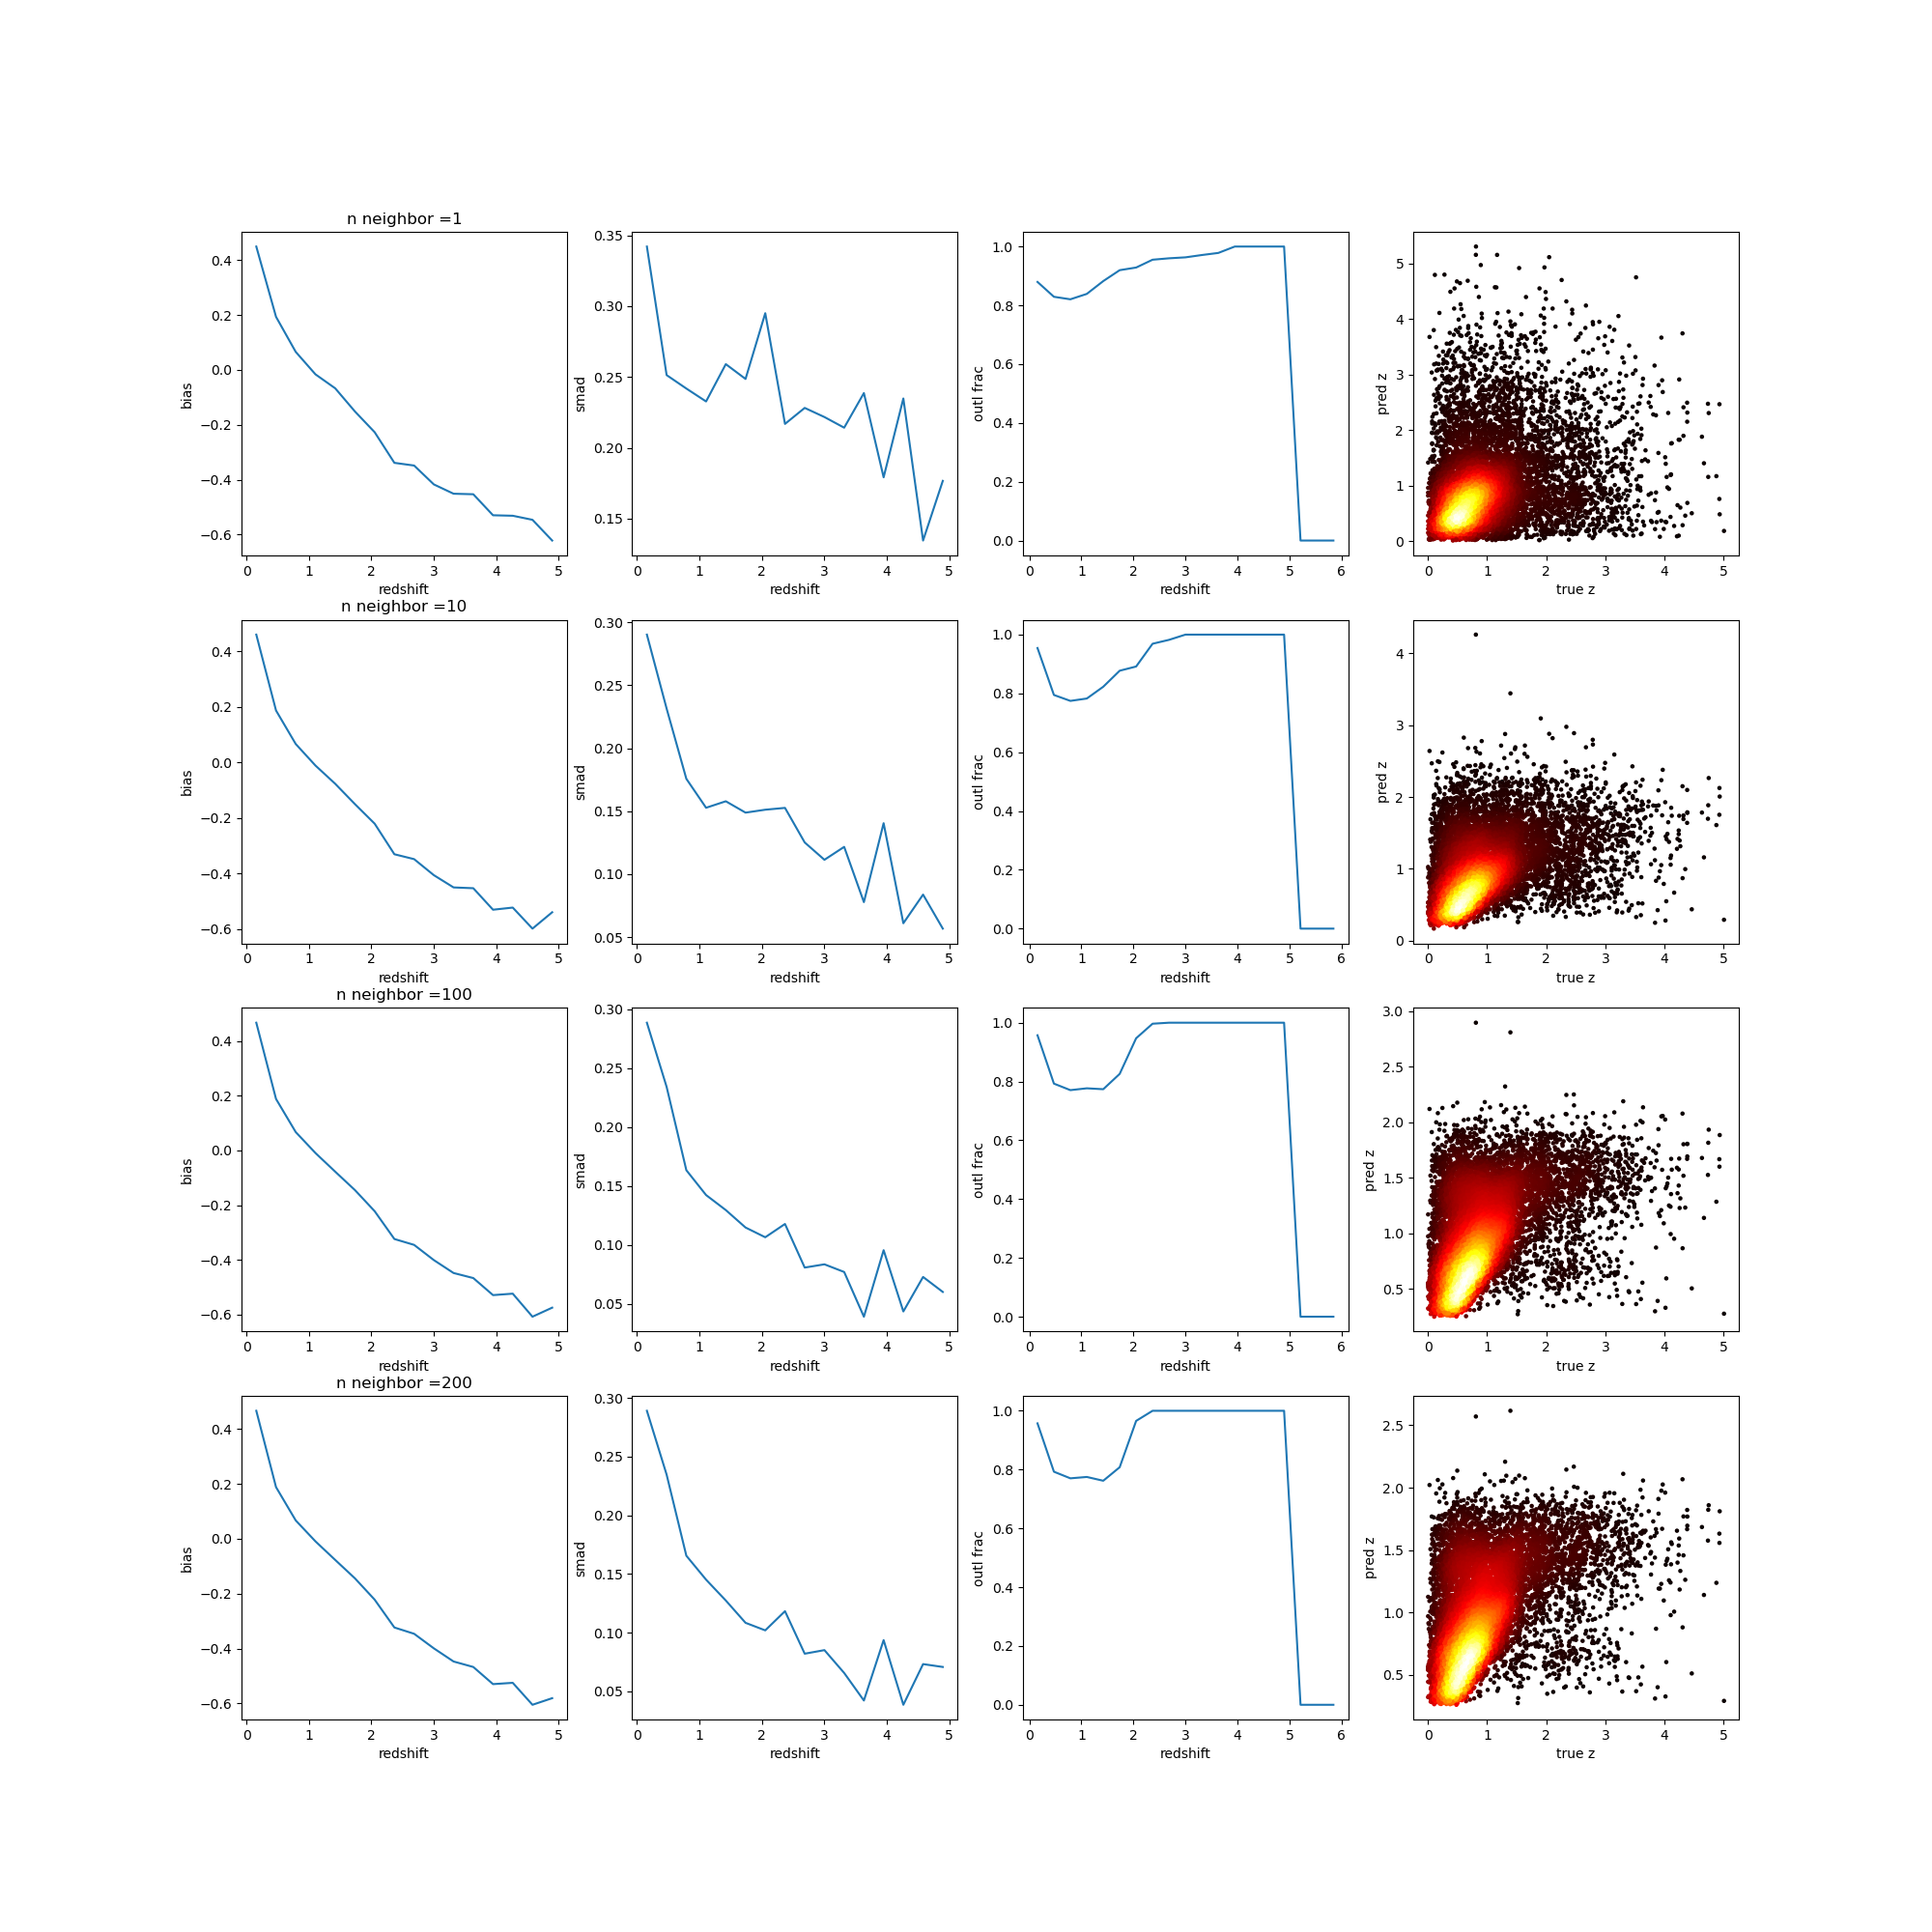 n neighbor =1
0.4
0.2
0.0
−0.2
−0.4
−0.6
bias
0 1 2 3 4 5
redshift
0.35
0.30
0.25
0.20
0.15
smad
0 1 2 3 4 5
redshift
1.0
0.8
0.6
0.4
0.2
0.0
outl frac
0 1 2 3 4 5 6
redshift
5
4
3
2
1
0
pred z
0 1 2 3 4 5
true z
n neighbor =10
0.4
0.2
0.0
−0.2
−0.4
−0.6
bias
0 1 2 3 4 5
redshift
0.30
0.25
0.20
0.15
0.10
0.05
smad
0 1 2 3 4 5
redshift
1.0
0.8
0.6
0.4
0.2
0.0
outl frac
0 1 2 3 4 5 6
redshift
4
3
2
1
0
pred z
0 1 2 3 4 5
true z
n neighbor =100
0.4
0.2
0.0
−0.2
−0.4
−0.6
bias
0 1 2 3 4 5
redshift
0.30
0.25
0.20
0.15
0.10
0.05
smad
0 1 2 3 4 5
redshift
1.0
0.8
0.6
0.4
0.2
0.0
outl frac
0 1 2 3 4 5 6
redshift
3.0
2.5
2.0
1.5
1.0
0.5
pred z
0 1 2 3 4 5
true z
n neighbor =200
0.4
0.2
0.0
−0.2
−0.4
−0.6
bias
0 1 2 3 4 5
redshift
0.30
0.25
0.20
0.15
0.10
0.05
smad
0 1 2 3 4 5
redshift
1.0
0.8
0.6
0.4
0.2
0.0
outl frac
0 1 2 3 4 5 6
redshift
2.5
2.0
1.5
1.0
0.5
pred z
0 1 2 3 4 5
true z